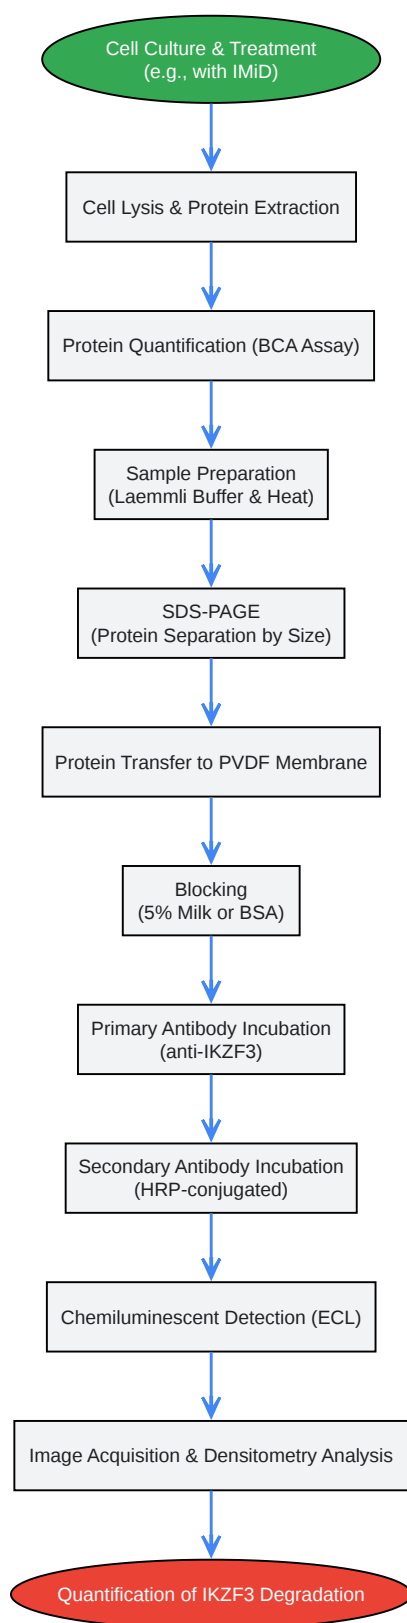 Cell Culture & Treatment
(e.g., with IMiD)
Cell Lysis & Protein Extraction
Protein Quantification (BCA Assay)
Sample Preparation
(Laemmli Buffer & Heat)
SDS-PAGE
(Protein Separation by Size)
Protein Transfer to PVDF Membrane
Blocking
(5% Milk or BSA)
Primary Antibody Incubation
(anti-IKZF3)
Secondary Antibody Incubation
(HRP-conjugated)
Chemiluminescent Detection (ECL)
Image Acquisition & Densitometry Analysis
Quantification of IKZF3 Degradation